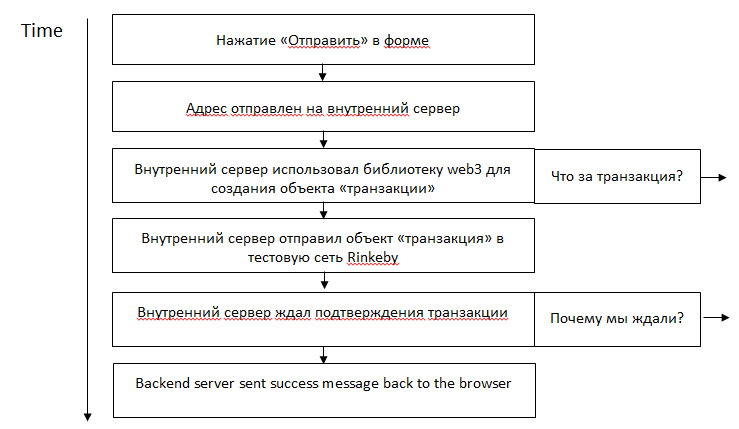 Time
Нажатие «Отправить» в форме
Адрес отправлен на внутренний сервер
Внутренний сервер использовал библиотеку web3 для
создания объекта «транзакции»
Что за транзакция?
Внутренний сервер отправил объект «транзакция» в
тестовую сеть Rinkeby
Внутренний сервер ждал подтверждения транзакции
Почему мы ждали?
Backend server sent success message back to the browser